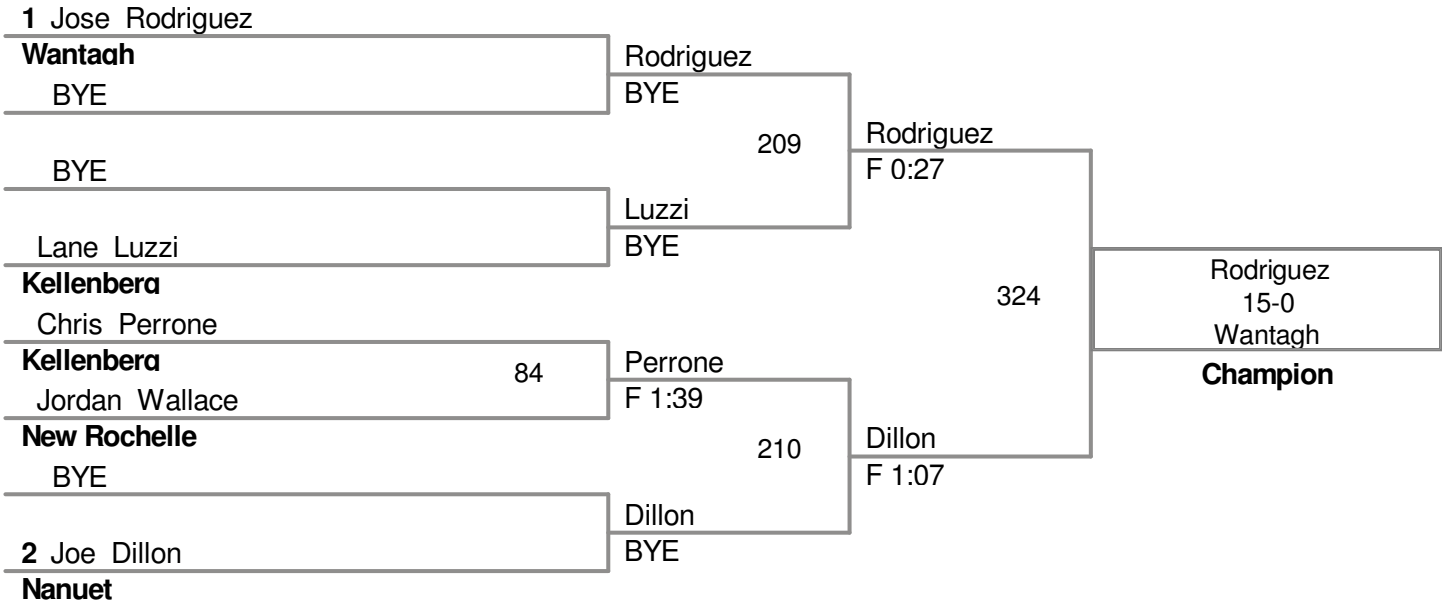 1 Jose Rodriguez
Wantagh
Rodriguez
BYE
BYE
209
Rodriguez
BYE
F 0:27
Luzzi
Lane Luzzi
BYE
Kellenberg
324
Rodriguez
15-0
Wantagh
Champion
Chris Perrone
Kellenberg
84
Perrone
Jordan Wallace
F 1:39
New Rochelle
210
Dillon
BYE
F 1:07
Dillon
2 Joe Dillon
BYE
Nanuet